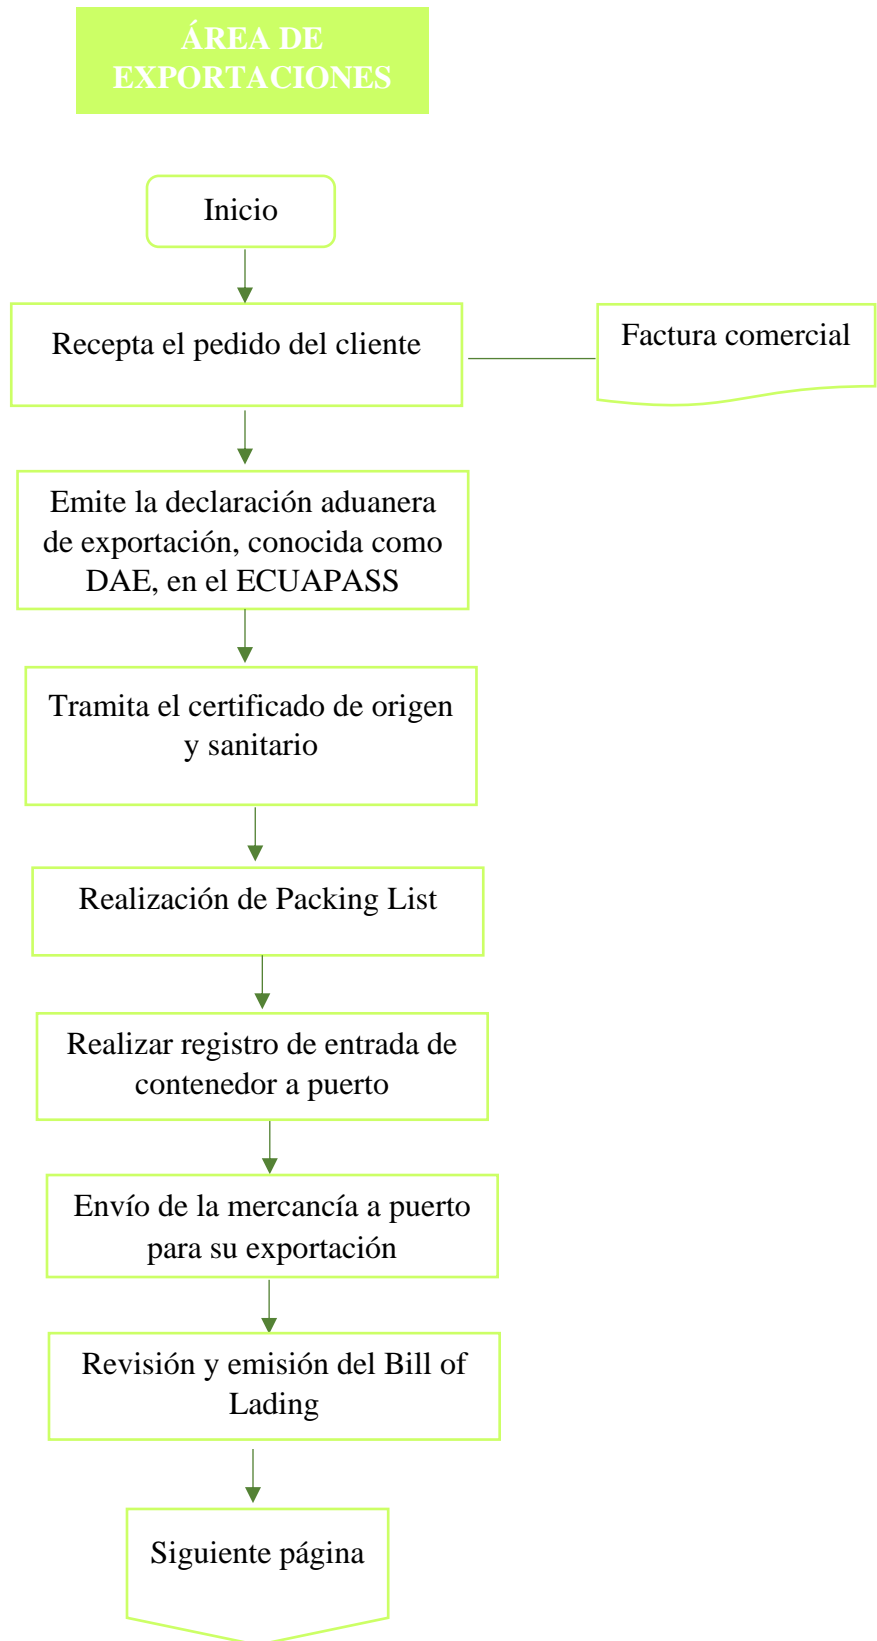 ÁREA DE
EXPORTACIONES
Inicio
Recepta el pedido del cliente
Factura comercial
Emite la declaración aduanera
de exportación, conocida como
DAE, en el ECUAPASS
Tramita el certificado de origen
y sanitario
Realización de Packing List
Realizar registro de entrada de
contenedor a puerto
Envío de la mercancía a puerto
para su exportación
Revisión y emisión del Bill of
Lading
Siguiente página